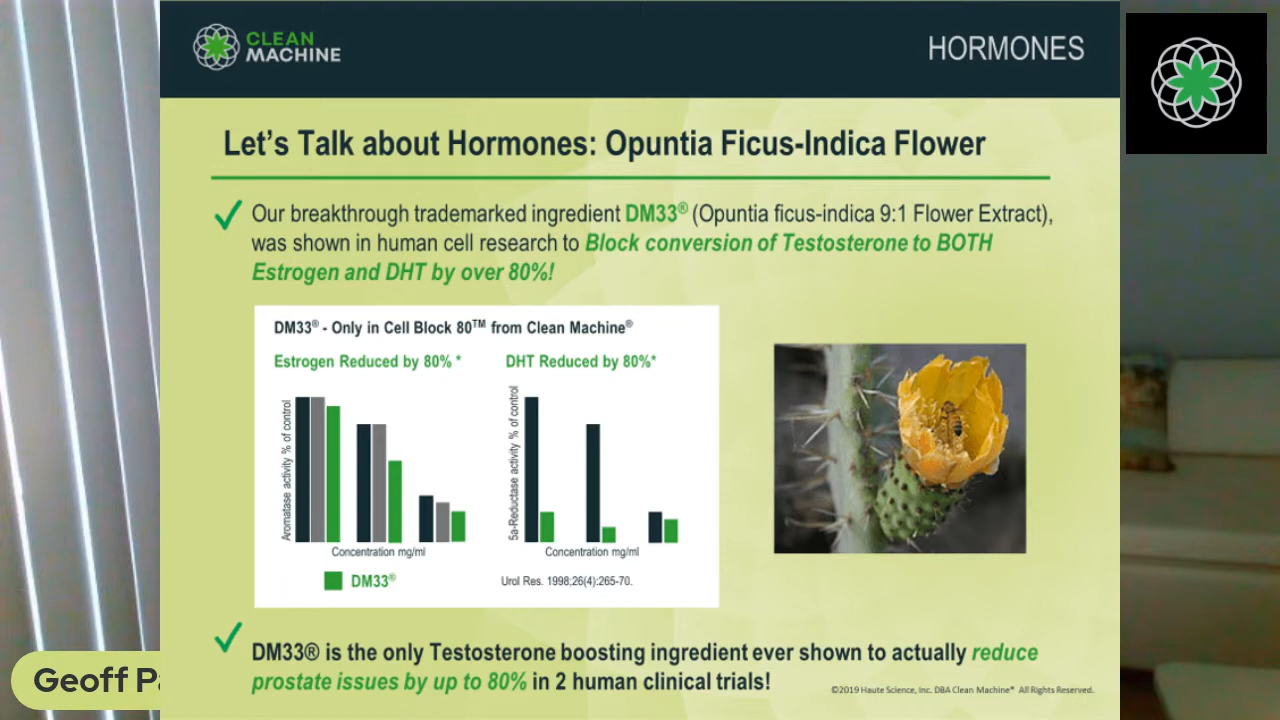 CLEAN
MACHINE
HORMONES
Let's Talk about Hormones: Opuntia Ficus-Indica Flower
Our breakthrough trademarked ingredient DM33® (Opuntia ficus-indica 9:1 Flower Extract),
was shown in human cell research to Block conversion of Testosterone to BOTH
Estrogen and DHT by over 80%!
DM33® - Only in Cell Block 80™ from Clean Machine®
Estrogen Reduced by 80% *
DHT Reduced by 80%*
Aromatase activity % of control
5a-Reductase activity % of control
Concentration mg/ml
Concentration mg/ml
DM33®
Urol Res. 1998;26(4):265-70.
DM33® is the only Testosterone boosting ingredient ever shown to actually reduce
prostate issues by up to 80% in 2 human clinical trials!
©2019 Haute Science, Inc. DBA Clean Machine® All Rights Reserved.
Geoff Pa